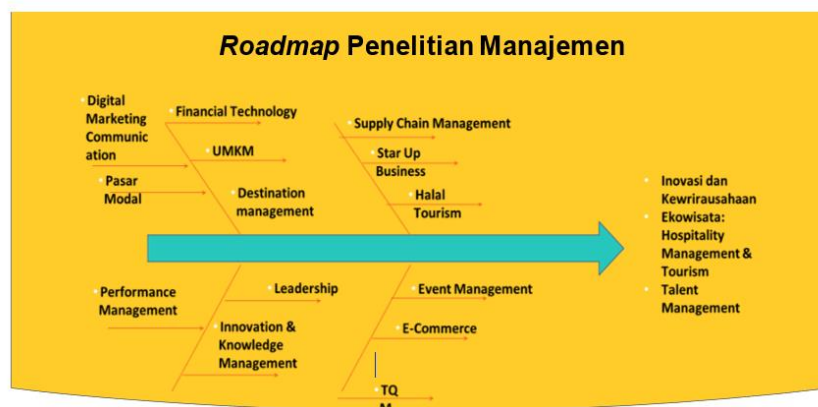 Roadmap Penelitian Manajemen
Digital
Marketing
Communic
ation
Financial Technology
UMKM
Pasar
Modal
Destination
management
Supply Chain Management
Star Up
Business
Halal
Tourism
Inovasi dan
Kewrirausahaan
Ekowisata:
Hospitality
Management &
Tourism
Talent
Management
Performance
Management
Leadership
Innovation &
Knowledge
Management
Event Management
E-Commerce
TQ
M